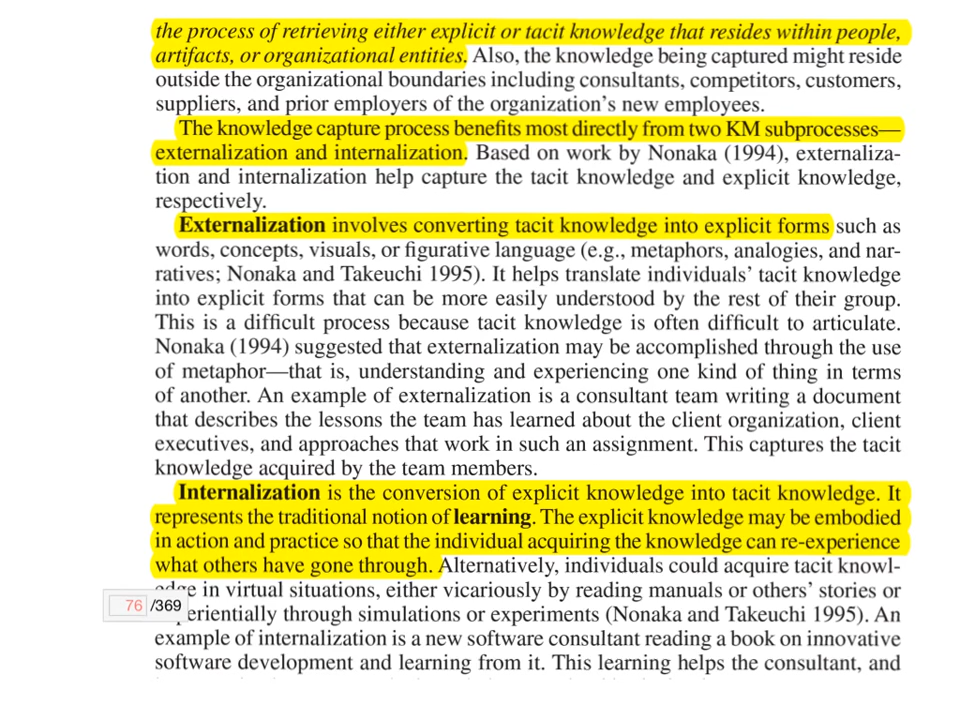 the process of retrieving either explicit or tacit knowledge that resides within people,
artifacts, or organizational entities. Also, the knowledge being captured might reside
outside the organizational boundaries including consultants, competitors, customers,
suppliers, and prior employers of the organization's new employees.
The knowledge capture process benefits most directly from two KM subprocesses—
externalization and internalization. Based on work by Nonaka (1994), externaliza-
tion and internalization help capture the tacit knowledge and explicit knowledge,
respectively.
Externalization involves converting tacit knowledge into explicit forms such as
words, concepts, visuals, or figurative language (e.g., metaphors, analogies, and nar-
ratives; Nonaka and Takeuchi 1995). It helps translate individuals' tacit knowledge
into explicit forms that can be more easily understood by the rest of their group.
This is a difficult process because tacit knowledge is often difficult to articulate.
Nonaka (1994) suggested that externalization may be accomplished through the use
of metaphor—that is, understanding and experiencing one kind of thing in terms
of another. An example of externalization is a consultant team writing a document
that describes the lessons the team has learned about the client organization, client
executives, and approaches that work in such an assignment. This captures the tacit
knowledge acquired by the team members.
Internalization is the conversion of explicit knowledge into tacit knowledge. It
represents the traditional notion of learning. The explicit knowledge may be embodied
in action and practice so that the individual acquiring the knowledge can re-experience
what others have gone through. Alternatively, individuals could acquire tacit knowl-
in virtual situations, either vicariously by reading manuals or others' stories or
76 /369
perientially through simulations or experiments (Nonaka and Takeuchi 1995). An
example of internalization is a new software consultant reading a book on innovative
software development and learning from it. This learning helps the consultant, and